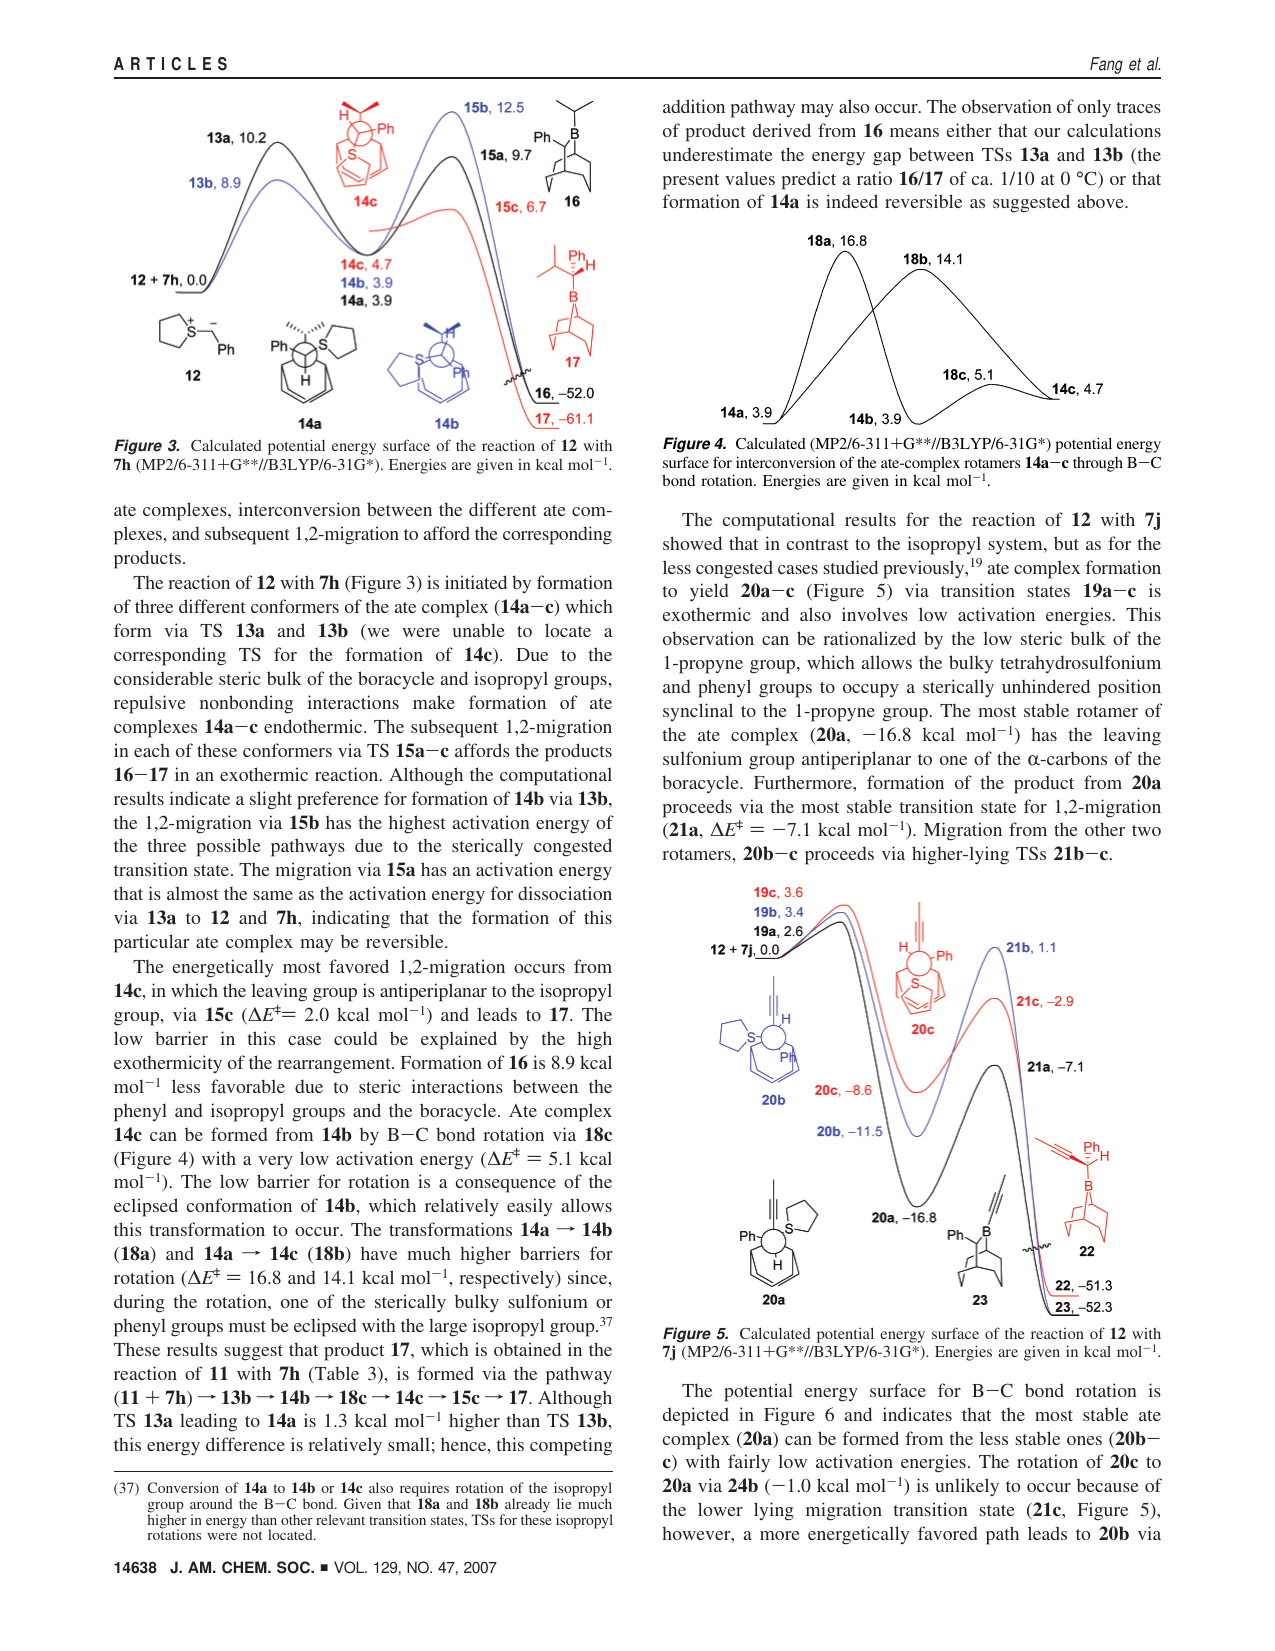 ARTICLES
Fang et al.
13a, 10.2
13b, 8.9
12 + 7h, 0.0
S
+
−
Ph
12
H
Ph
S
14c
14c, 4.7
14b, 3.9
14a, 3.9
Ph
S
H
14a
H
S
Ph
14b
15b, 12.5
15a, 9.7
15c, 6.7
Ph
B
16
Ph
H
B
17
16, −52.0
17, −61.1
Figure 3. Calculated potential energy surface of the reaction of 12 with
7h (MP2/6-311+G**//B3LYP/6-31G*). Energies are given in kcal mol−1.
ate complexes, interconversion between the different ate com-
plexes, and subsequent 1,2-migration to afford the corresponding
products.
The reaction of 12 with 7h (Figure 3) is initiated by formation
of three different conformers of the ate complex (14a−c) which
form via TS 13a and 13b (we were unable to locate a
corresponding TS for the formation of 14c). Due to the
considerable steric bulk of the boracycle and isopropyl groups,
repulsive nonbonding interactions make formation of ate
complexes 14a−c endothermic. The subsequent 1,2-migration
in each of these conformers via TS 15a−c affords the products
16−17 in an exothermic reaction. Although the computational
results indicate a slight preference for formation of 14b via 13b,
the 1,2-migration via 15b has the highest activation energy of
the three possible pathways due to the sterically congested
transition state. The migration via 15a has an activation energy
that is almost the same as the activation energy for dissociation
via 13a to 12 and 7h, indicating that the formation of this
particular ate complex may be reversible.
The energetically most favored 1,2-migration occurs from
14c, in which the leaving group is antiperiplanar to the isopropyl
group, via 15c (ΔE‡= 2.0 kcal mol−1) and leads to 17. The
low barrier in this case could be explained by the high
exothermicity of the rearrangement. Formation of 16 is 8.9 kcal
mol−1 less favorable due to steric interactions between the
phenyl and isopropyl groups and the boracycle. Ate complex
14c can be formed from 14b by B−C bond rotation via 18c
(Figure 4) with a very low activation energy (ΔE‡ = 5.1 kcal
mol−1). The low barrier for rotation is a consequence of the
eclipsed conformation of 14b, which relatively easily allows
this transformation to occur. The transformations 14a → 14b
(18a) and 14a → 14c (18b) have much higher barriers for
rotation (ΔE‡ = 16.8 and 14.1 kcal mol−1, respectively) since,
during the rotation, one of the sterically bulky sulfonium or
phenyl groups must be eclipsed with the large isopropyl group.37
These results suggest that product 17, which is obtained in the
reaction of 11 with 7h (Table 3), is formed via the pathway
(11 + 7h) → 13b → 14b → 18c → 14c → 15c → 17. Although
TS 13a leading to 14a is 1.3 kcal mol−1 higher than TS 13b,
this energy difference is relatively small; hence, this competing
(37) Conversion of 14a to 14b or 14c also requires rotation of the isopropyl
group around the B−C bond. Given that 18a and 18b already lie much
higher in energy than other relevant transition states, TSs for these isopropyl
rotations were not located.
addition pathway may also occur. The observation of only traces
of product derived from 16 means either that our calculations
underestimate the energy gap between TSs 13a and 13b (the
present values predict a ratio 16/17 of ca. 1/10 at 0 °C) or that
formation of 14a is indeed reversible as suggested above.
18a, 16.8
18b, 14.1
18c, 5.1
14c, 4.7
14a, 3.9
14b, 3.9
Figure 4. Calculated (MP2/6-311+G**//B3LYP/6-31G*) potential energy
surface for interconversion of the ate-complex rotamers 14a−c through B−C
bond rotation. Energies are given in kcal mol−1.
The computational results for the reaction of 12 with 7j
showed that in contrast to the isopropyl system, but as for the
less congested cases studied previously,19 ate complex formation
to yield 20a−c (Figure 5) via transition states 19a−c is
exothermic and also involves low activation energies. This
observation can be rationalized by the low steric bulk of the
1-propyne group, which allows the bulky tetrahydrosulfonium
and phenyl groups to occupy a sterically unhindered position
synclinal to the 1-propyne group. The most stable rotamer of
the ate complex (20a, −16.8 kcal mol−1) has the leaving
sulfonium group antiperiplanar to one of the α-carbons of the
boracycle. Furthermore, formation of the product from 20a
proceeds via the most stable transition state for 1,2-migration
(21a, ΔE‡ = −7.1 kcal mol−1). Migration from the other two
rotamers, 20b−c proceeds via higher-lying TSs 21b−c.
19c, 3.6
19b, 3.4
19a, 2.6
12 + 7j, 0.0
H
Ph
S
20c
21b, 1.1
21c, −2.9
21a, −7.1
H
S
Ph
20b
20c, −8.6
20b, −11.5
20a, −16.8
Ph
S
H
20a
Ph
B
23
Ph
H
B
22
22, −51.3
23, −52.3
Figure 5. Calculated potential energy surface of the reaction of 12 with
7j (MP2/6-311+G**//B3LYP/6-31G*). Energies are given in kcal mol−1.
The potential energy surface for B−C bond rotation is
depicted in Figure 6 and indicates that the most stable ate
complex (20a) can be formed from the less stable ones (20b−
c) with fairly low activation energies. The rotation of 20c to
20a via 24b (−1.0 kcal mol−1) is unlikely to occur because of
the lower lying migration transition state (21c, Figure 5),
however, a more energetically favored path leads to 20b via
14638 J. AM. CHEM. SOC. ■ VOL. 129, NO. 47, 2007